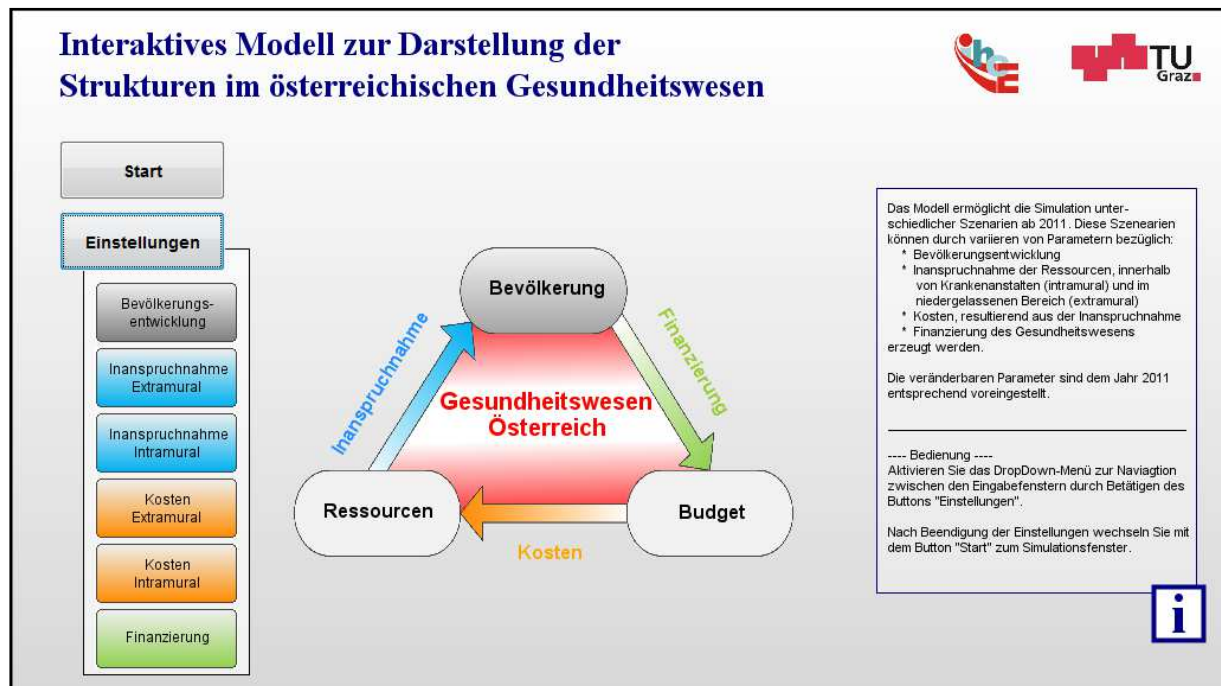 Interaktives Modell zur Darstellung der
Strukturen im österreichischen Gesundheitswesen
ihcE
TU
Graz
Start
Einstellungen
Bevölkerungs-
entwicklung
Inanspruchnahme
Extramural
Inanspruchnahme
Intramural
Kosten
Extramural
Kosten
Intramural
Finanzierung
Bevölkerung
Inanspruchnahme
Finanzierung
Gesundheitswesen
Österreich
Ressourcen
Budget
Kosten
Das Modell ermöglicht die Simulation unter-
schiedlicher Szenarien ab 2011. Diese Szenearien
können durch variieren von Parametern bezüglich:
* Bevölkerungsentwicklung
* Inanspruchnahme der Ressourcen, innerhalb
von Krankenanstalten (intramural) und im
niedergelassenen Bereich (extramural)
* Kosten, resultierend aus der Inanspruchnahme
* Finanzierung des Gesundheitswesens
erzeugt werden.
Die veränderbaren Parameter sind dem Jahr 2011
entsprechend voreingestellt.
---- Bedienung ----
Aktivieren Sie das DropDown-Menü zur Naviagtion
zwischen den Eingabefenstern durch Betätigen des
Buttons "Einstellungen".
Nach Beendigung der Einstellungen wechseln Sie mit
dem Button "Start" zum Simulationsfenster.
i